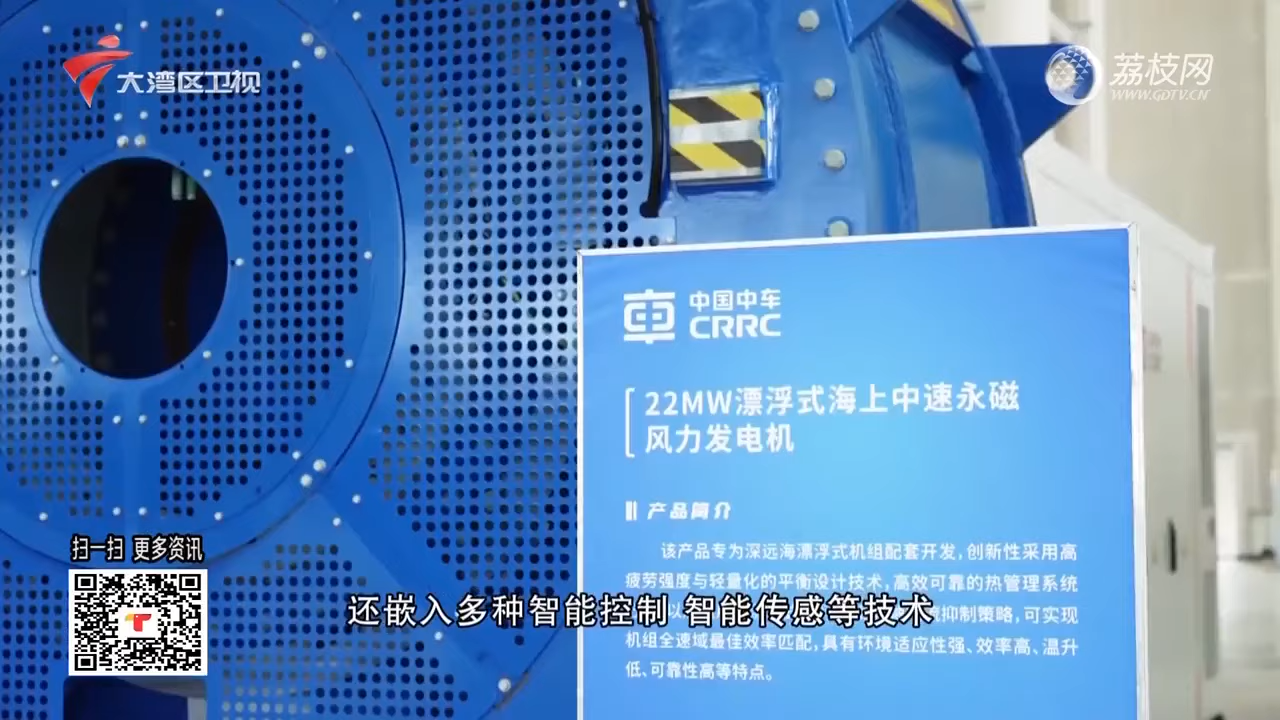 大湾区卫视
荔枝网
WWW.GDTV.CN
中国中车
CRRC
22MW漂浮式海上中速永磁
风力发电机
产品简介
该产品专为深远海漂浮式机组配套开发，创新性采用高
疲劳强度与轻量化的平衡设计技术，高效可靠的热管理系统
抑制策略，可实现
机组全速域最佳效率匹配，具有环境适应性强、效率高、温升
低、可靠性高等特点。
扫一扫 更多资讯
还嵌入多种智能控制 智能传感等技术